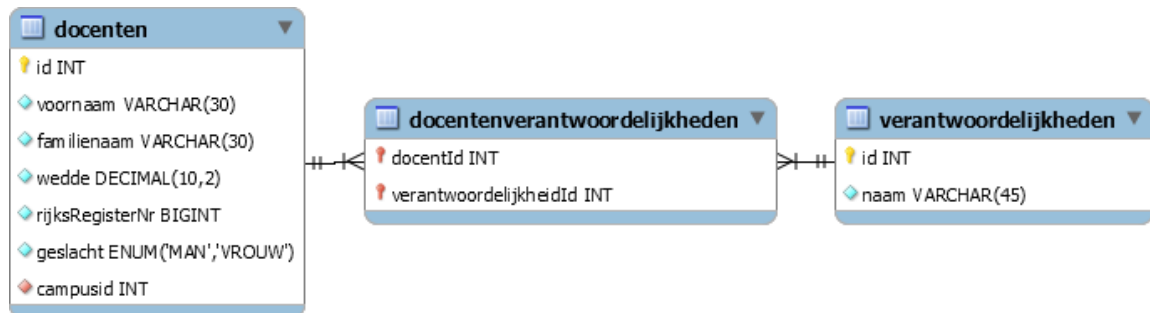 docenten
id INT
voornaam VARCHAR(30)
familienaam VARCHAR(30)
wedde DECIMAL(10,2)
rijksRegisterNr BIGINT
geslacht ENUM('MAN','VROUW')
campusid INT
docentenverantwoordelijkheden
docentId INT
verantwoordelijkheidId INT
verantwoordelijkheden
id INT
naam VARCHAR(45)